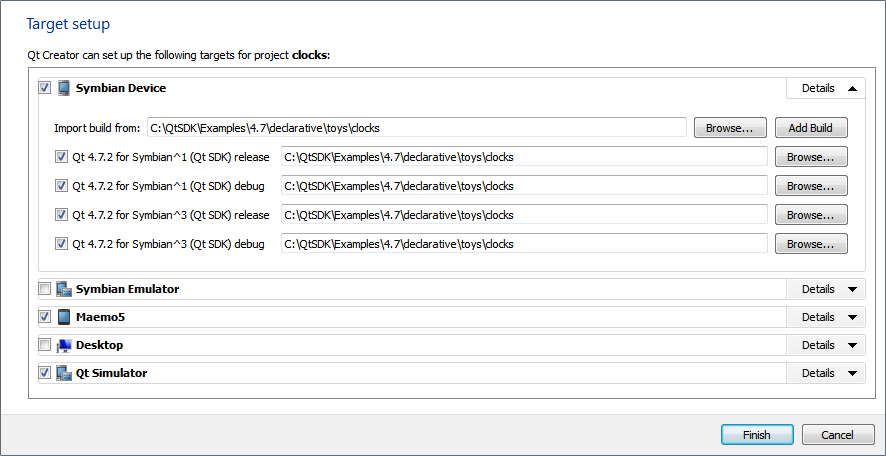 Target setup
Qt Creator can set up the following targets for project clocks:
Symbian Device Details
Import build from: C:\QtSDK\Examples\4.7\declarative\toys\clocks Browse... Add Build
Qt 4.7.2 for Symbian^1 (Qt SDK) release C:\QtSDK\Examples\4.7\declarative\toys\clocks Browse...
Qt 4.7.2 for Symbian^1 (Qt SDK) debug C:\QtSDK\Examples\4.7\declarative\toys\clocks Browse...
Qt 4.7.2 for Symbian^3 (Qt SDK) release C:\QtSDK\Examples\4.7\declarative\toys\clocks Browse...
Qt 4.7.2 for Symbian^3 (Qt SDK) debug C:\QtSDK\Examples\4.7\declarative\toys\clocks Browse...
Symbian Emulator Details
Maemo5 Details
Desktop Details
Qt Simulator Details
Finish Cancel